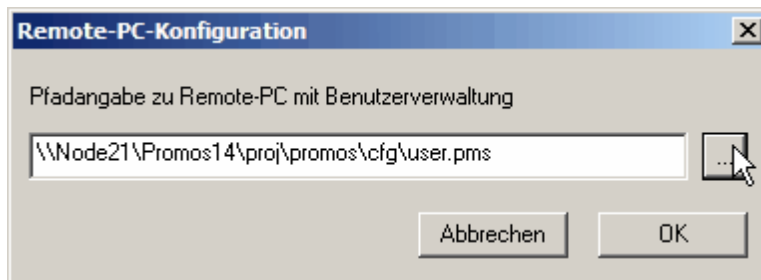 Remote-PC-Konfiguration
Pfadangabe zu Remote-PC mit Benutzerverwaltung
\\Node21\Promos14\proj\promos\cfg\user.pms
...
Abbrechen OK